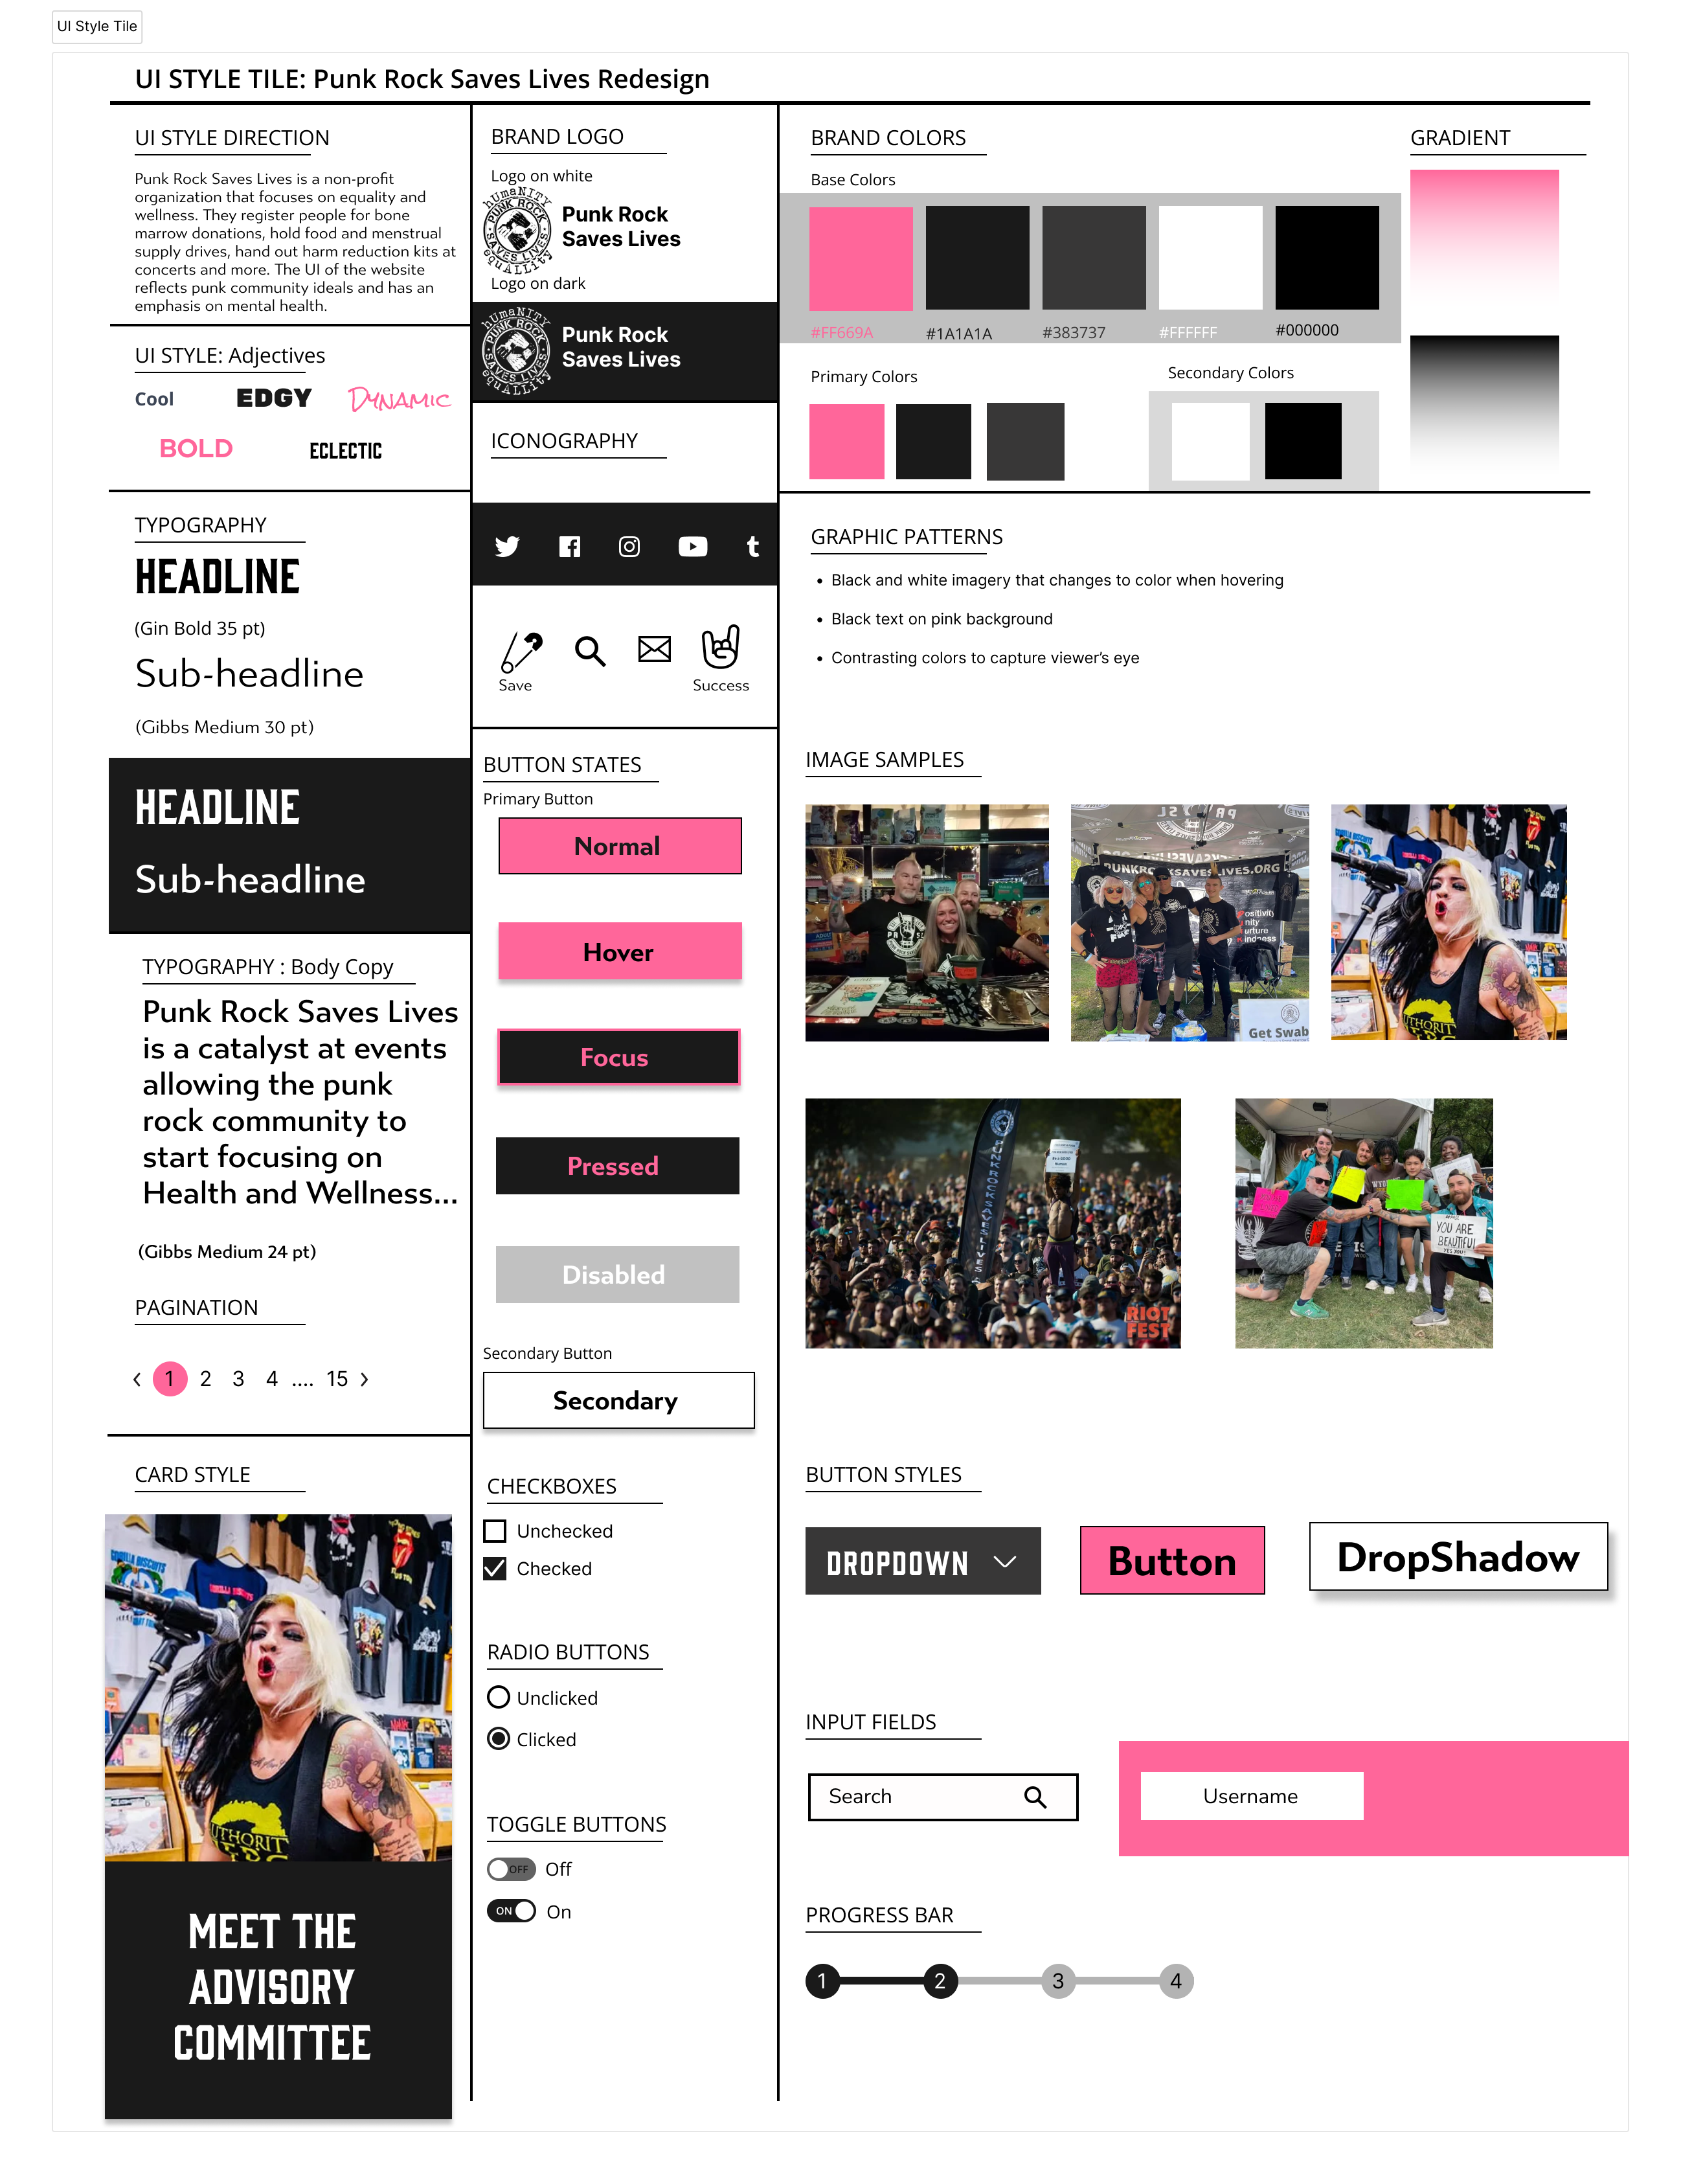 UI Style Tile
UI STYLE TILE: Punk Rock Saves Lives Redesign
UI STYLE DIRECTION
Punk Rock Saves Lives is a non-profit
organization that focuses on equality and
wellness. They register people for bone
marrow donations, hold food and menstrual
supply drives, hand out harm reduction kits at
concerts and more. The UI of the website
reflects punk community ideals and has an
emphasis on mental health.
UI STYLE: Adjectives
Cool
EDGY
DYNAMIC
BOLD
ECLECTIC
TYPOGRAPHY
HEADLINE
(Gin Bold 35 pt)
Sub-headline
(Gibbs Medium 30 pt)
HEADLINE
Sub-headline
TYPOGRAPHY : Body Copy
Punk Rock Saves Lives
is a catalyst at events
allowing the punk
rock community to
start focusing on
Health and Wellness...
(Gibbs Medium 24 pt)
PAGINATION
‹ 1 2 3 4 .... 15 ›
CARD STYLE
GORILLA BISCUITS
UTHORIT
MEET THE
ADVISORY
COMMITTEE
BRAND LOGO
Logo on white
hUmaNITY
PUNK ROCK
SAVES LIVES
equALLity
Punk Rock
Saves Lives
Logo on dark
hUmaNITY
PUNK ROCK
SAVES LIVES
equALLity
Punk Rock
Saves Lives
ICONOGRAPHY
Save
Success
BUTTON STATES
Primary Button
Normal
Hover
Focus
Pressed
Disabled
Secondary Button
Secondary
CHECKBOXES
Unchecked
Checked
RADIO BUTTONS
Unclicked
Clicked
TOGGLE BUTTONS
OFF Off
ON On
BRAND COLORS
Base Colors
#FF669A
#1A1A1A
#383737
#FFFFFF
#000000
Primary Colors
Secondary Colors
GRADIENT
GRAPHIC PATTERNS
• Black and white imagery that changes to color when hovering
• Black text on pink background
• Contrasting colors to capture viewer's eye
IMAGE SAMPLES
PUNKROCKSAVESLIVES.ORG
ositivity
nity
urture
indness
Get Swab
THORIT
PUNKROCKSAVESLIVES
RIOT
FEST
YOU ARE
BEAUTIFUL
BUTTON STYLES
DROPDOWN
Button
DropShadow
INPUT FIELDS
Search
Username
PROGRESS BAR
1 2 3 4